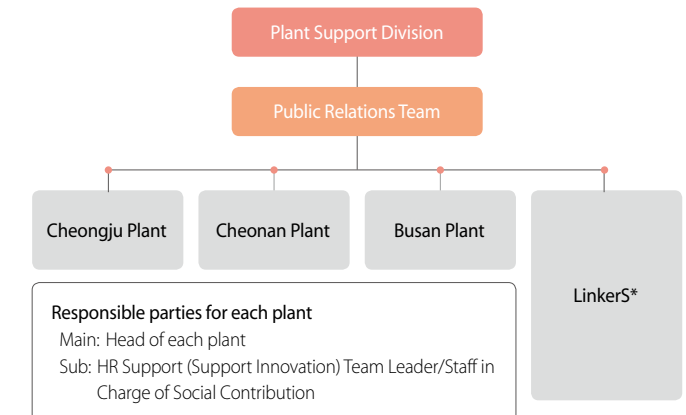 Plant Support Division
Public Relations Team
Cheongju Plant
Cheonan Plant
Busan Plant
LinkerS*
Responsible parties for each plant
Main: Head of each plant
Sub: HR Support (Support Innovation) Team Leader/Staff in
Charge of Social Contribution